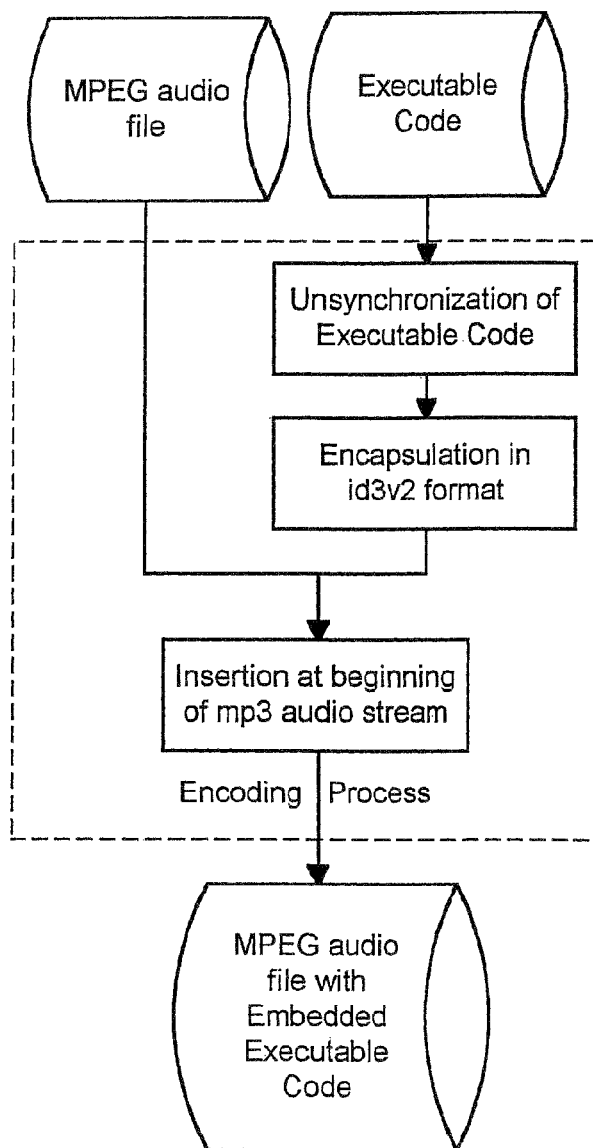 MPEG audio
file
Executable
Code
Unsynchronization of
Executable Code
Encapsulation in
id3v2 format
Insertion at beginning
of mp3 audio stream
Encoding Process
MPEG audio
file with
Embedded
Executable
Code